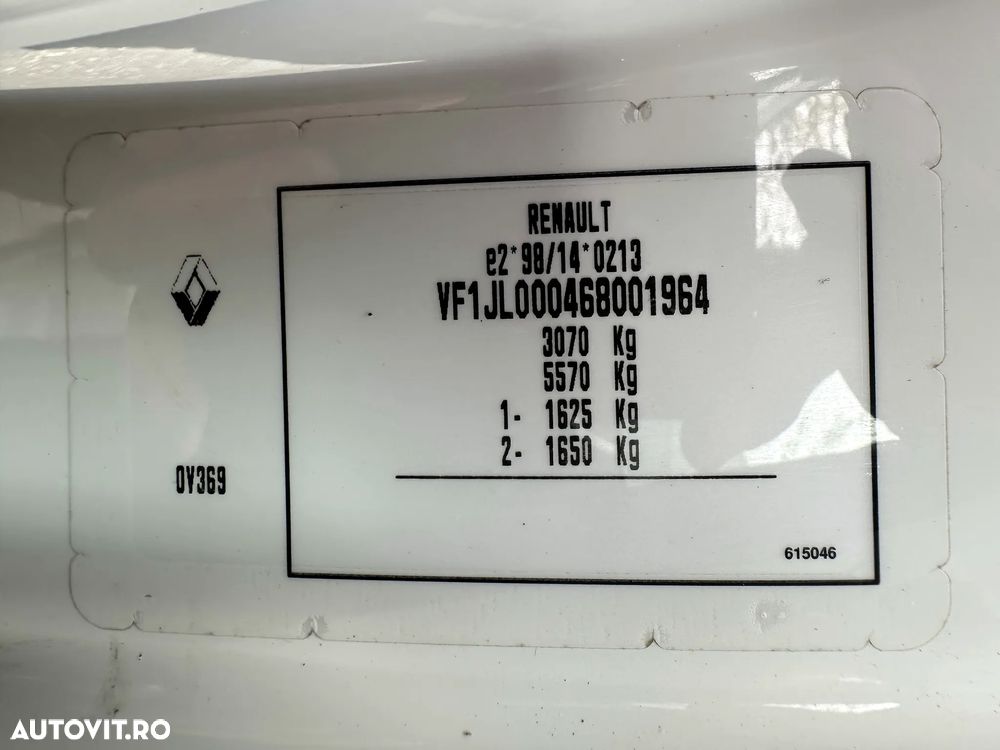 RENAULT
e2*98/14*0213
VF1JL000468001964
3070 Kg
5570 Kg
1- 1625 Kg
2- 1650 Kg
0V369
615046
AUTOVIT.RO